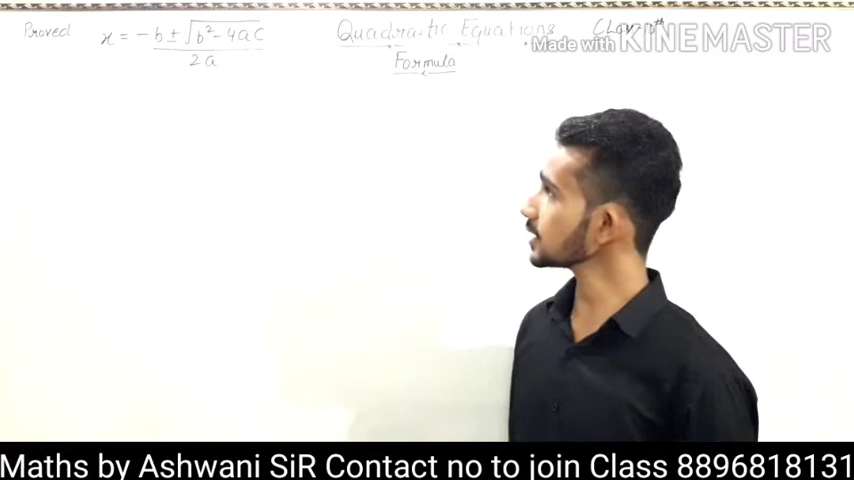 Proved x = -b ± √b²-4ac Quadratic Equations
2a Formula
Made with KINEMASTER
Maths by Ashwani SiR Contact no to join Class 8896818131